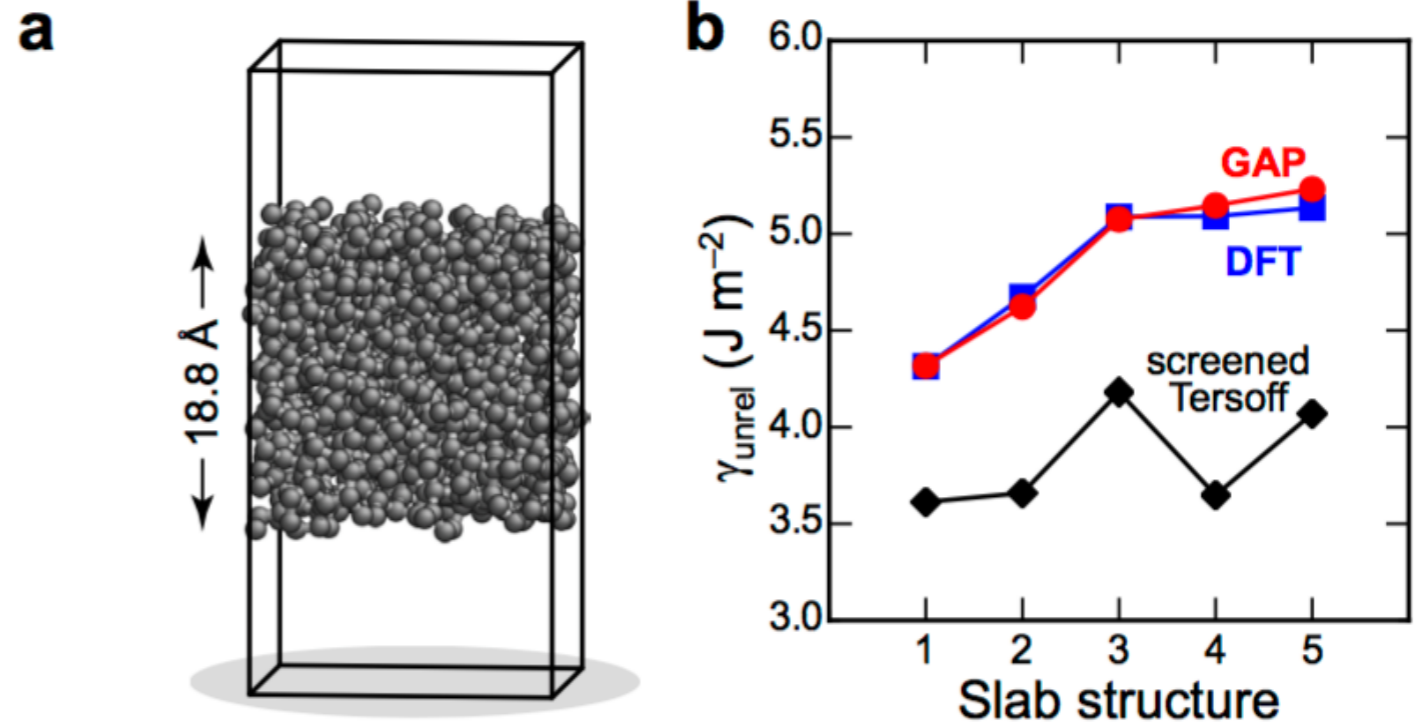 a
18.8 Å
b
γunrel (J m–2)
6.0
5.5
5.0
4.5
4.0
3.5
3.0
GAP
DFT
screened
Tersoff
1 2 3 4 5
Slab structure